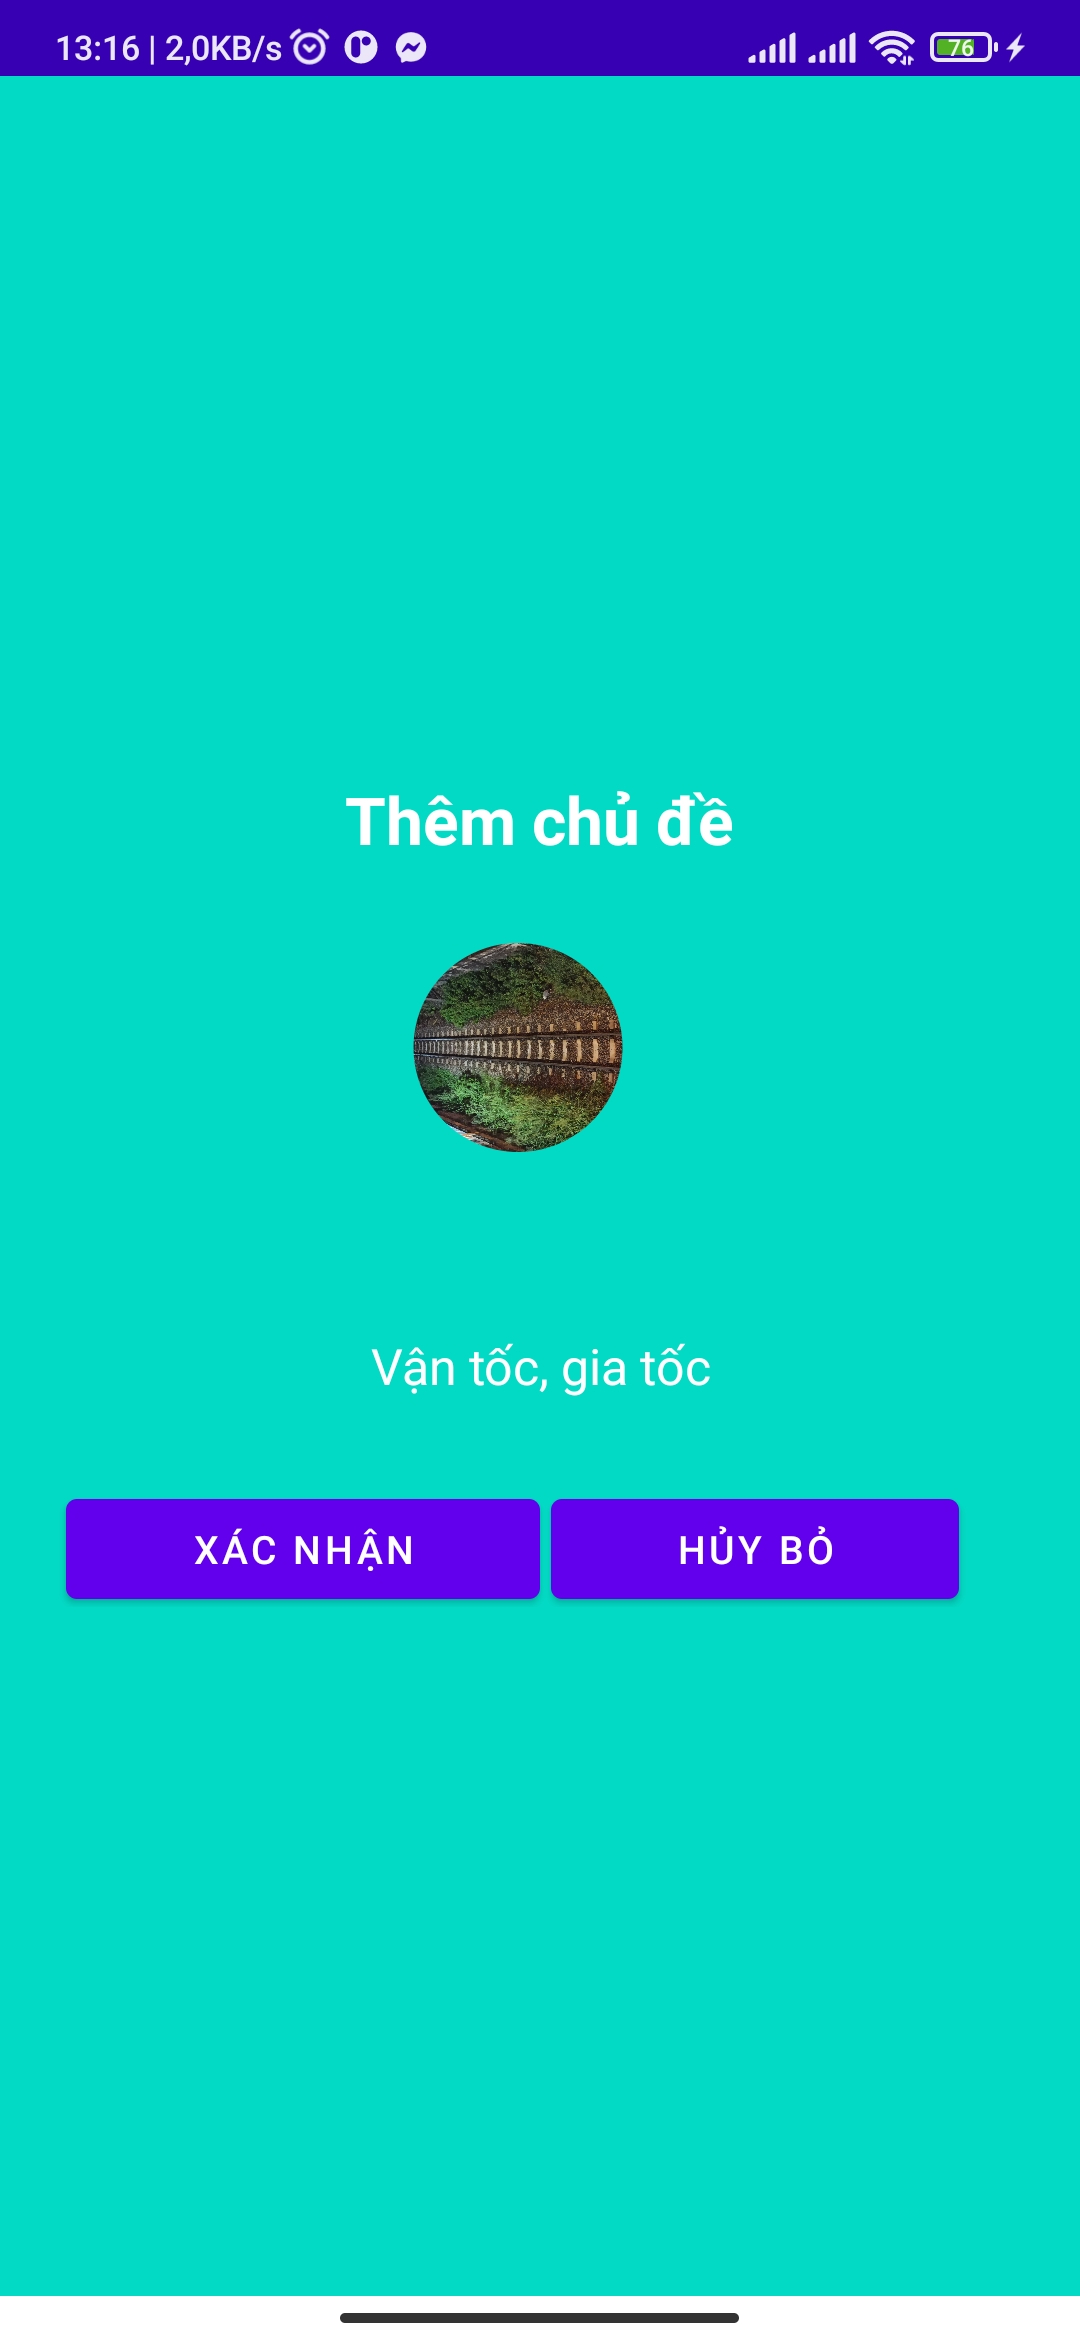 13:16 | 2,0KB/s 76
Thêm chủ đề
Vận tốc, gia tốc
XÁC NHẬN HỦY BỎ